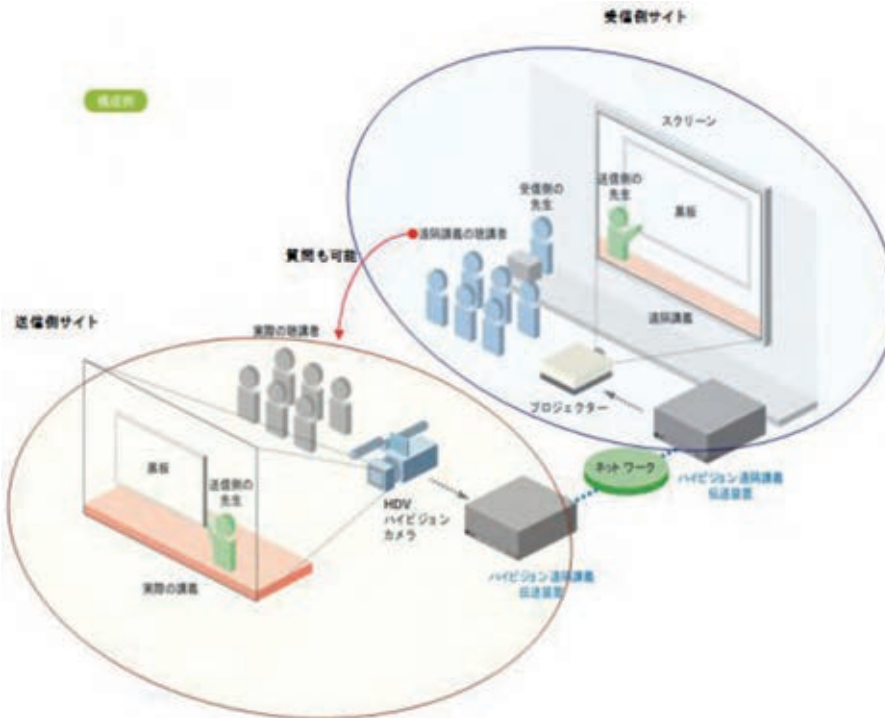 受信側サイト
構成例
スクリーン
受信側の
先生
送信側の
先生
黒板
遠隔講義の聴講者
質問も可能
遠隔講義
送信側サイト
実際の聴講者
プロジェクター
黒板
送信側の
先生
ネットワーク
ハイビジョン遠隔講義
伝送装置
HDV
ハイビジョン
カメラ
実際の講義
ハイビジョン遠隔講義
伝送装置